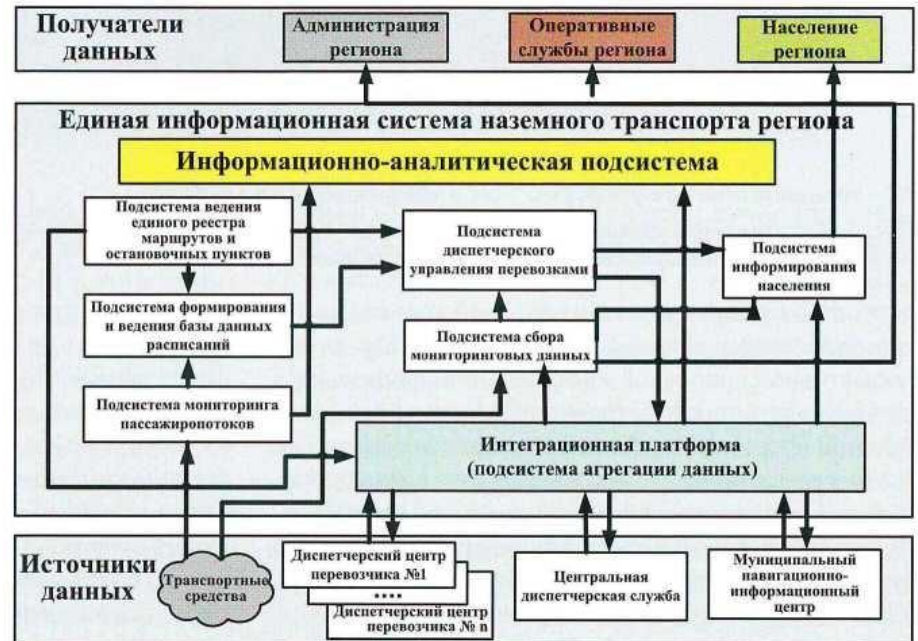 Получатели
данных
Администрация
региона
Оперативные
службы региона
Население
региона
Единая информационная система наземного транспорта региона
Информационно-аналитическая подсистема
Подсистема ведения
единого реестра
маршрутов и
остановочных пунктов
Подсистема
диспетчерского
управления перевозками
Подсистема
информирования
населения
Подсистема формирования
и ведения базы данных
расписаний
Подсистема сбора
мониторинговых данных
Подсистема мониторинга
пассажиропотоков
Интеграционная платформа
(подсистема агрегации данных)
Источники
данных
Транспортные
средства
Диспетчерский центр
перевозчика №1
....
Диспетчерский центр
перевозчика № n
Центральная
диспетчерская служба
Муниципальный
навигационно-
информационный
центр